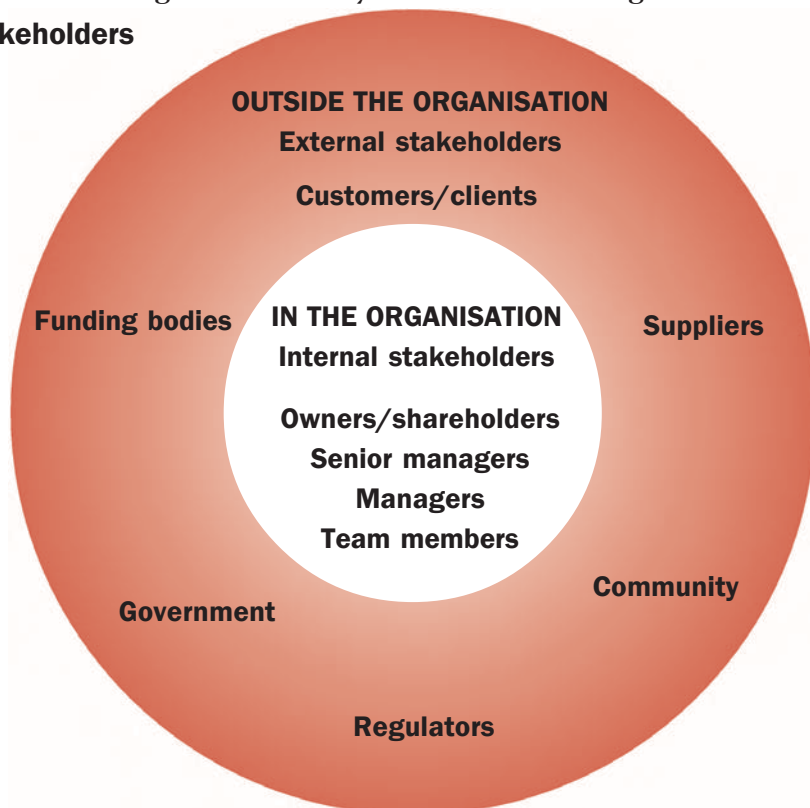 keholders
OUTSIDE THE ORGANISATION
External stakeholders
Customers/clients
Funding bodies
IN THE ORGANISATION
Internal stakeholders
Suppliers
Owners/shareholders
Senior managers
Managers
Team members
Community
Government
Regulators